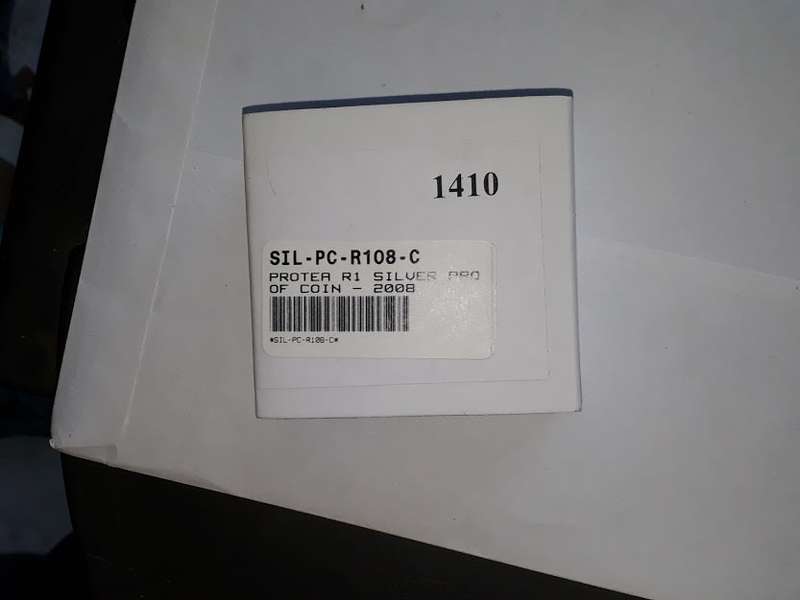 1410
SIL-PC-R108-C
PROTEA R1 SILVER PRO
OF COIN - 2008
*SIL-PC-R108-C*